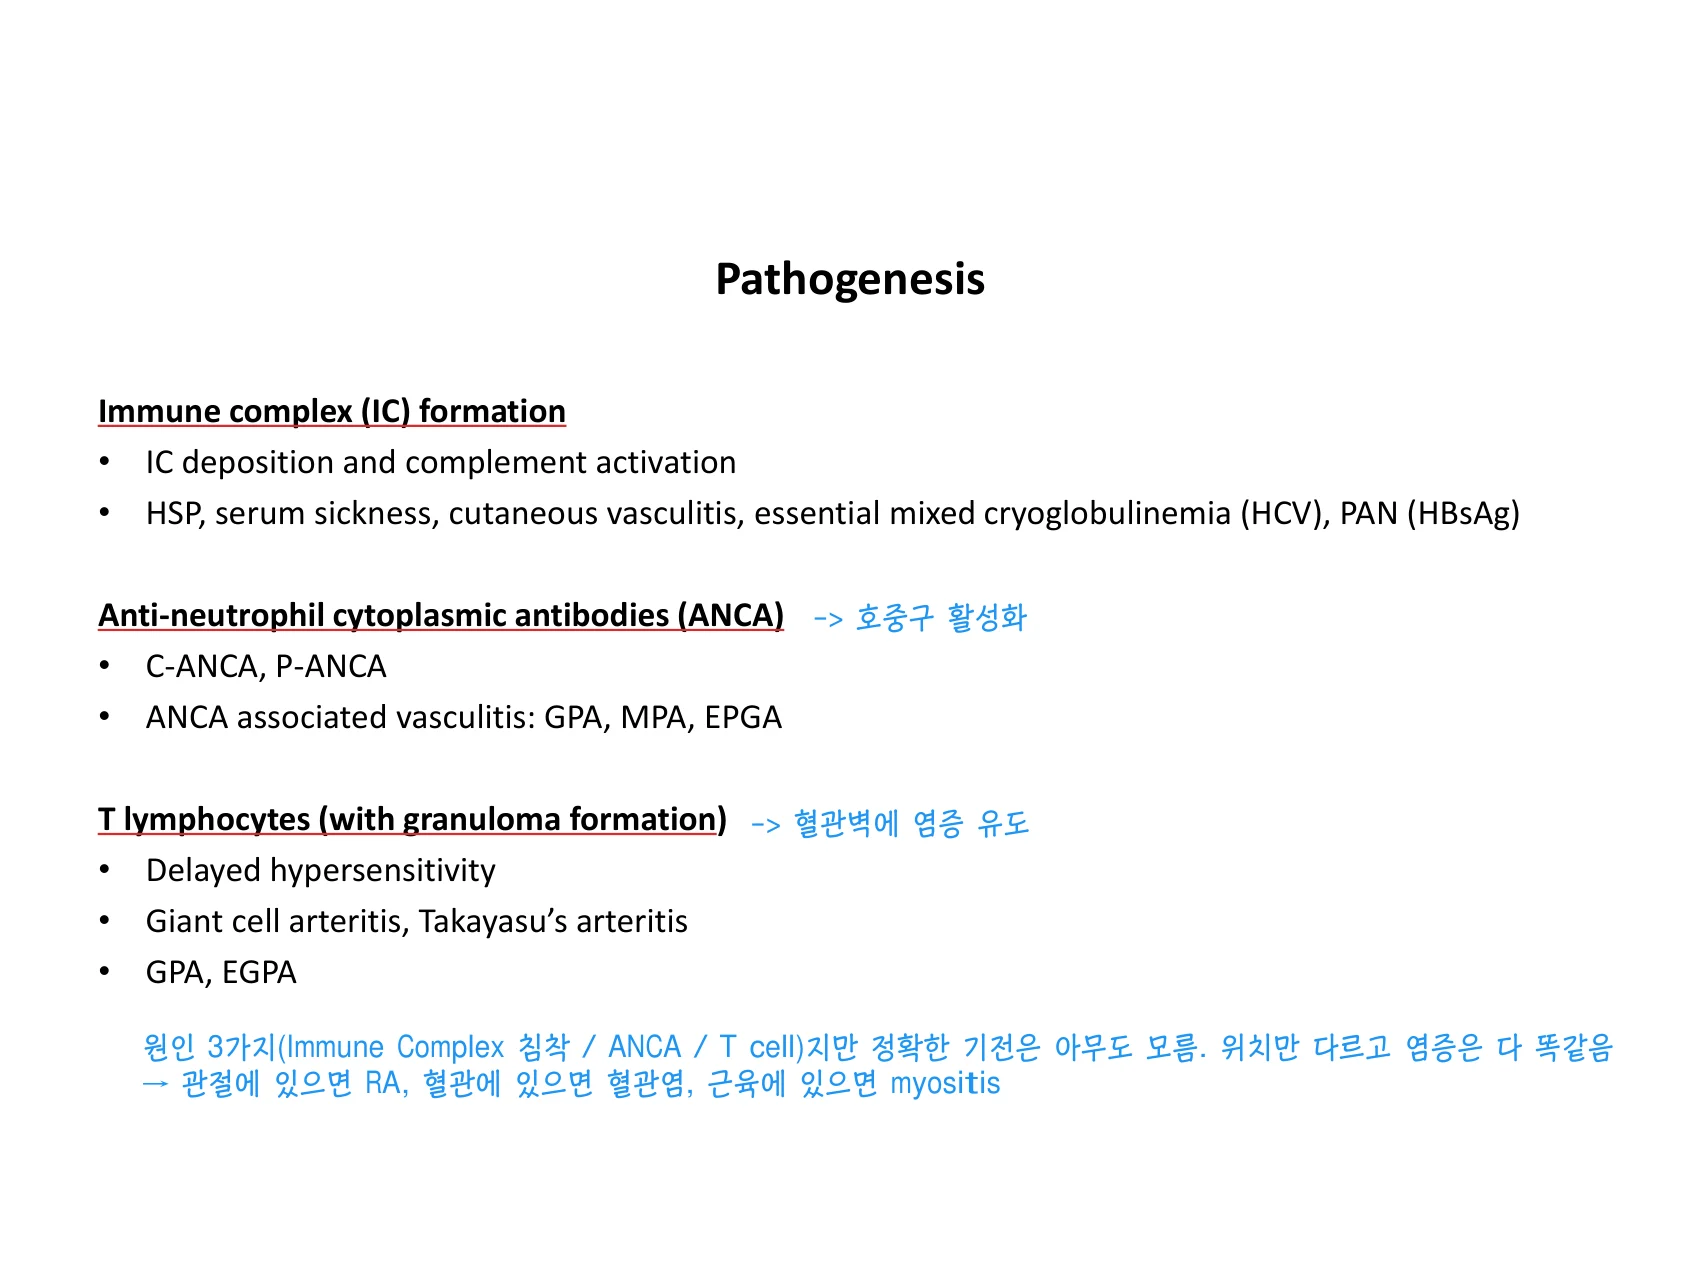 Pathogenesis
Immune complex (IC) formation
• IC deposition and complement activation
• HSP, serum sickness, cutaneous vasculitis, essential mixed cryoglobulinemia (HCV), PAN (HBsAg)
Anti-neutrophil cytoplasmic antibodies (ANCA) -> 호중구 활성화
• C-ANCA, P-ANCA
• ANCA associated vasculitis: GPA, MPA, EPGA
T lymphocytes (with granuloma formation) -> 혈관벽에 염증 유도
• Delayed hypersensitivity
• Giant cell arteritis, Takayasu’s arteritis
• GPA, EGPA
원인 3가지(Immune Complex 침착 / ANCA / T cell)지만 정확한 기전은 아무도 모름. 위치만 다르고 염증은 다 똑같음
→ 관절에 있으면 RA, 혈관에 있으면 혈관염, 근육에 있으면 myositis